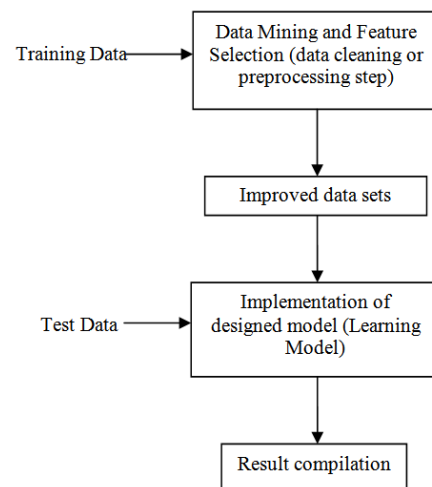 Training Data
Data Mining and Feature
Selection (data cleaning or
preprocessing step)
Improved data sets
Test Data
Implementation of
designed model (Learning
Model)
Result compilation